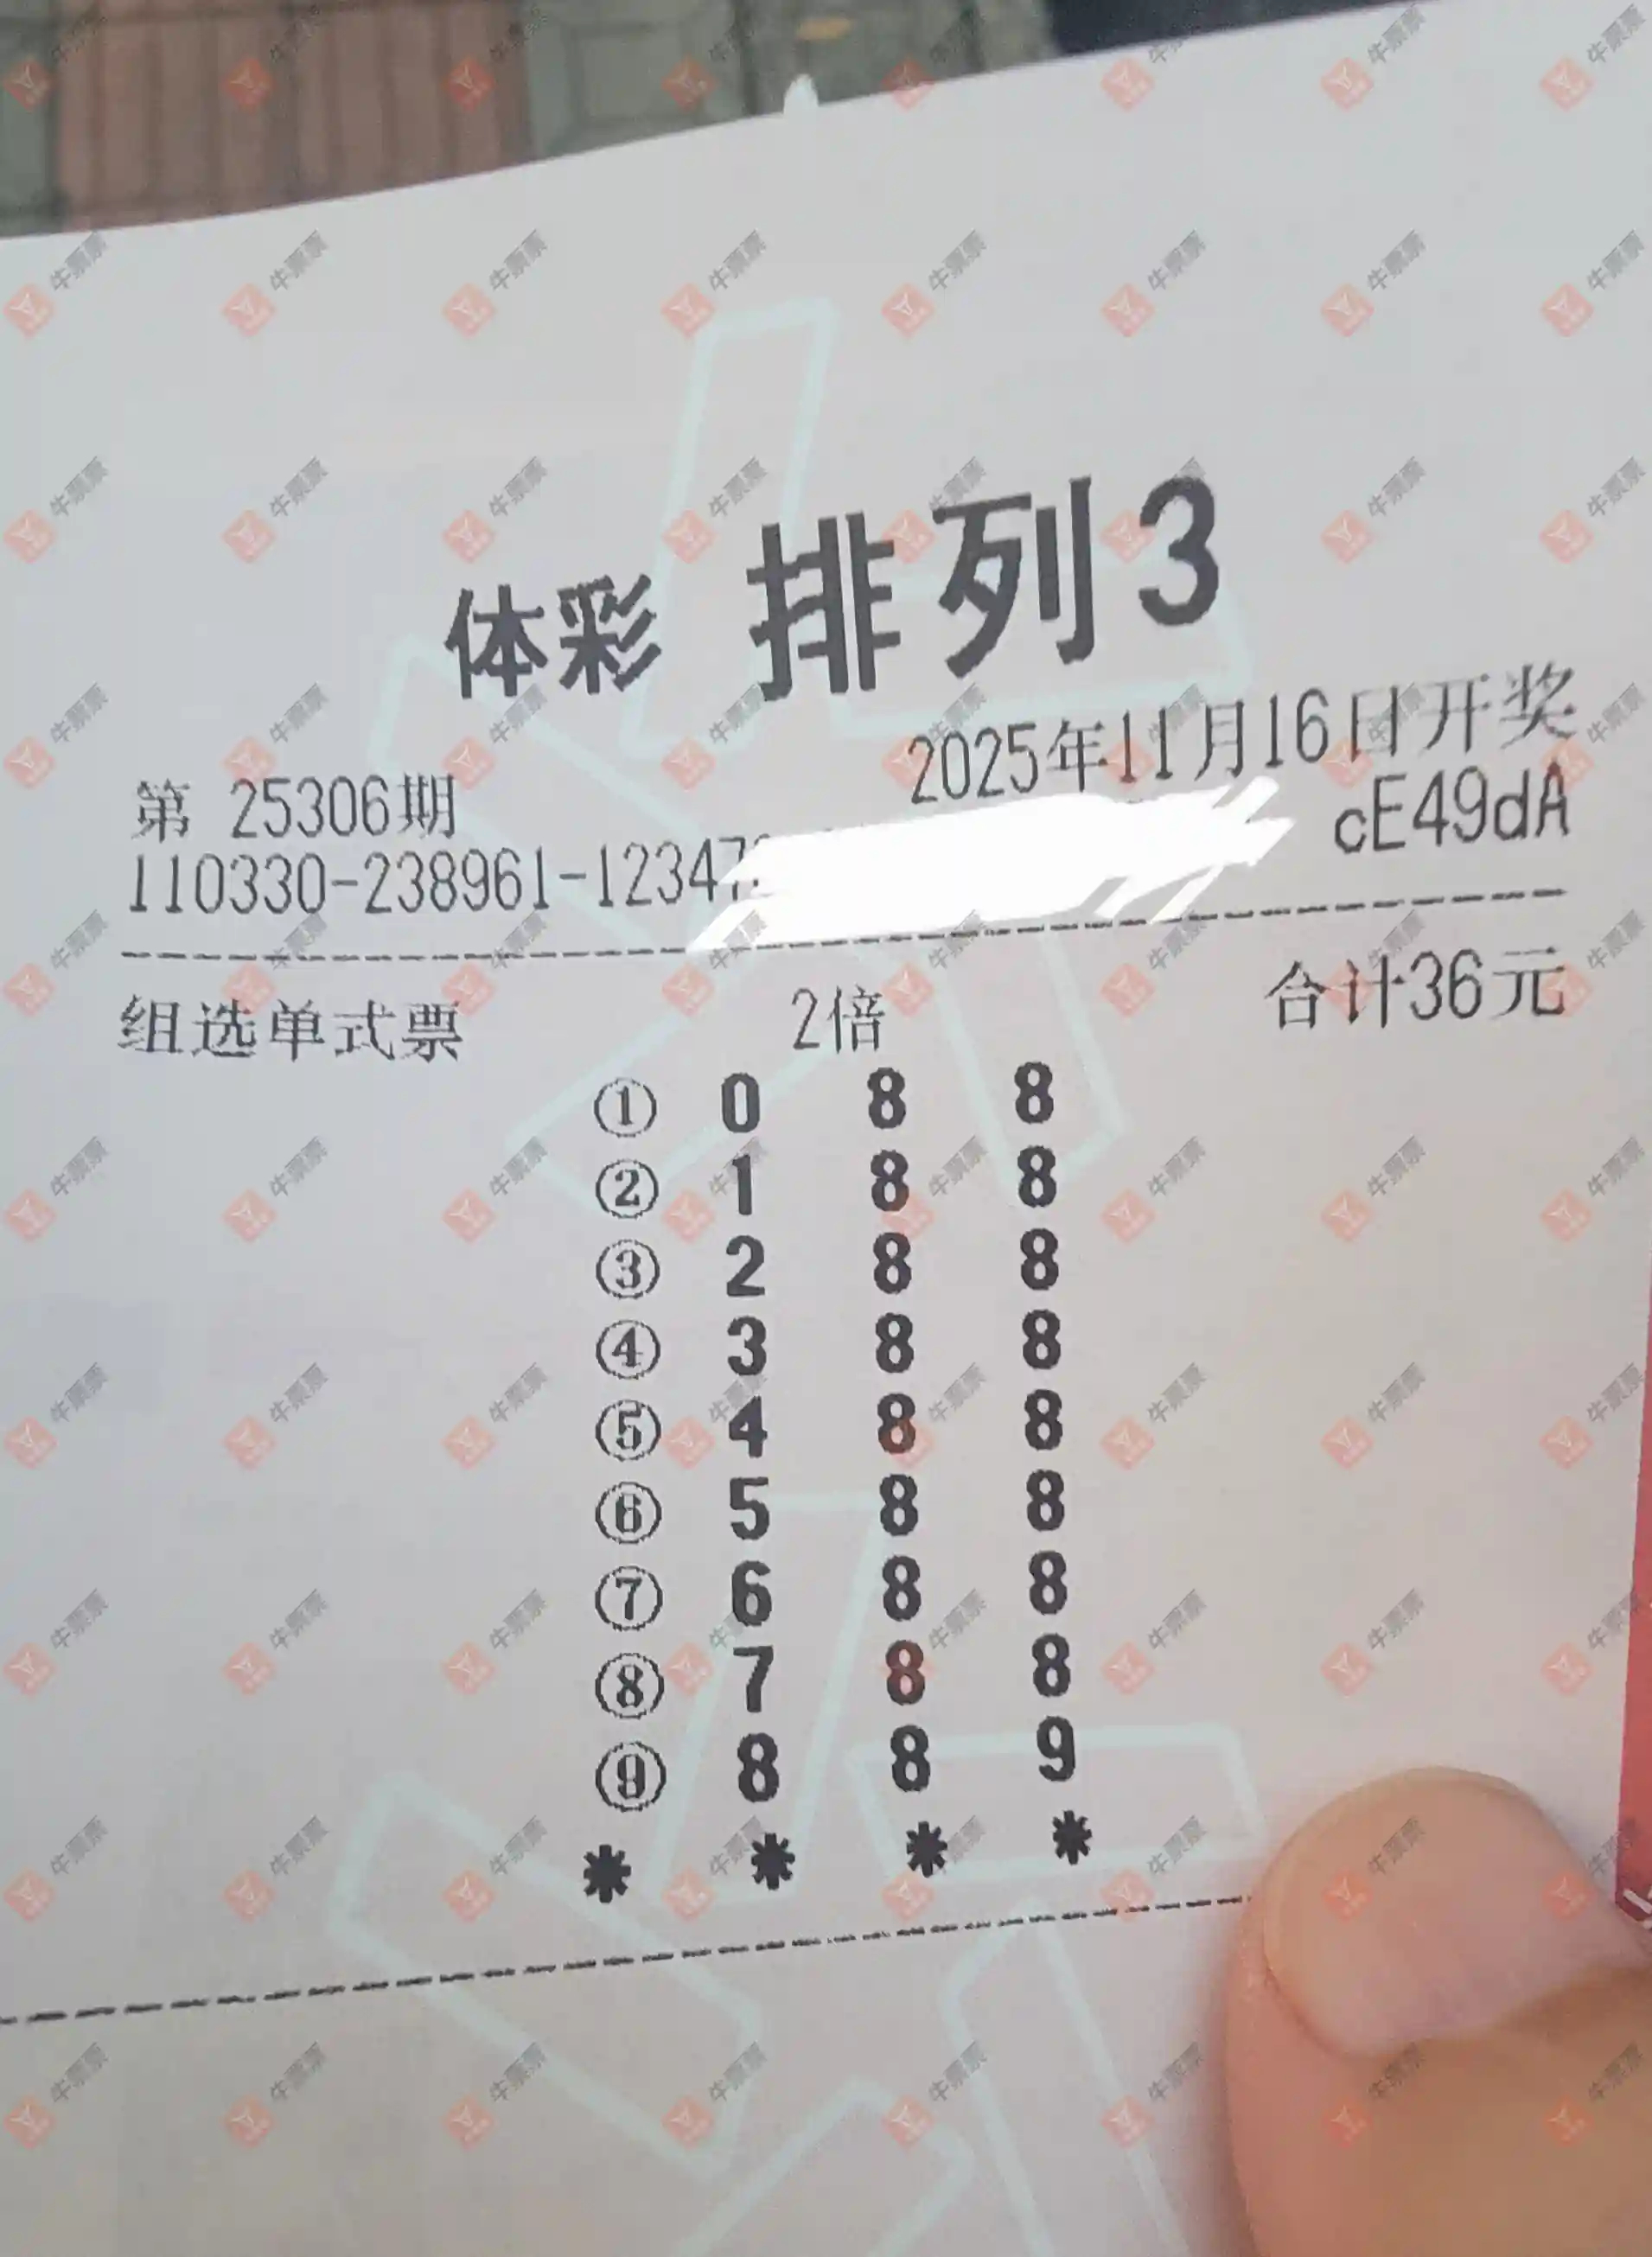 体彩 排列3
2025年11月16日开奖
第 25306期
cE49dA
110330-238961-12347
组选单式票 2倍 合计36元
① 0 8 8
② 1 8 8
③ 2 8 8
④ 3 8 8
⑤ 4 8 8
⑥ 5 8 8
⑦ 6 8 8
⑧ 7 8 8
⑨ 8 8 9
* * * *
牛票票